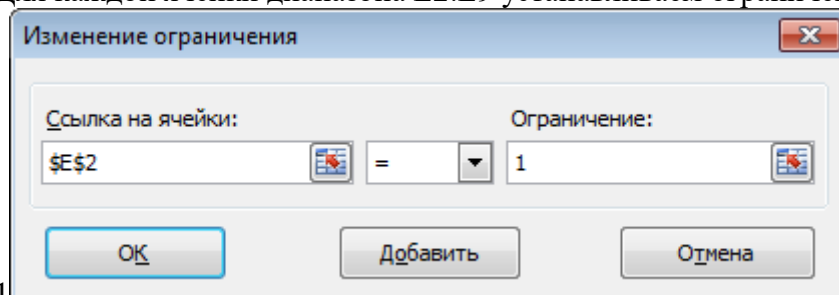 Изменение ограничения
Ссылка на ячейки:
Ограничение:
$E$2
=
1
ОК
Добавить
Отмена